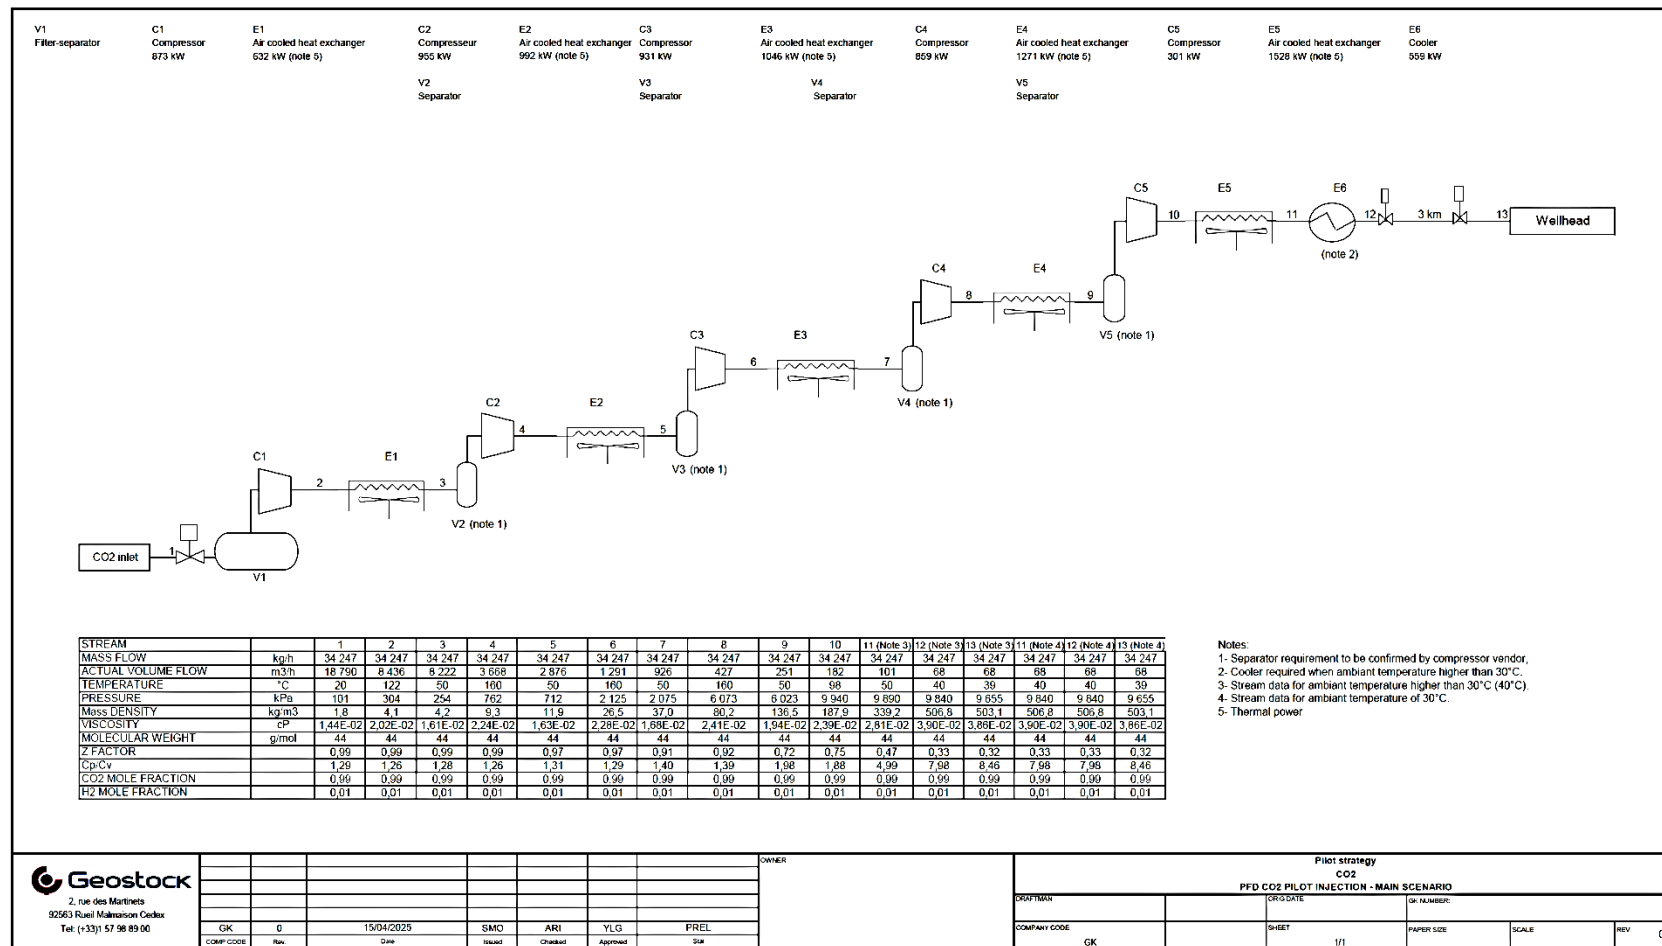 V1
Filter-separator
C1
Compressor
873 kW
E1
Air cooled heat exchanger
632 kW (note 5)
C2
Compresseur
955 kW
E2
Air cooled heat exchanger
992 kW (note 5)
C3
Compressor
931 kW
E3
Air cooled heat exchanger
1046 kW (note 5)
C4
Compressor
859 kW
E4
Air cooled heat exchanger
1271 kW (note 5)
C5
Compressor
301 kW
E5
Air cooled heat exchanger
1528 kW (note 5)
E6
Cooler
559 kW
V2
Separator
V3
Separator
V4
Separator
V5
Separator
C5 E5 E6
10 11 12 3 km 13 Wellhead
(note 2)
C4 E4
8 9
V5 (note 1)
C3 E3
6 7
V4 (note 1)
C2 E2
4 5
V3 (note 1)
C1 E1
2 3
V2 (note 1)
CO2 inlet 1
V1
STREAM 1 2 3 4 5 6 7 8 9 10 11 (Note 3) 12 (Note 3) 13 (Note 3) 11 (Note 4) 12 (Note 4) 13 (Note 4)
MASS FLOW kg/h 34 247 34 247 34 247 34 247 34 247 34 247 34 247 34 247 34 247 34 247 34 247 34 247 34 247 34 247 34 247 34 247
ACTUAL VOLUME FLOW m3/h 18 790 8 436 8 222 3 668 2 876 1 291 926 427 251 182 101 68 68 68 68 68
TEMPERATURE °C 20 122 50 160 50 160 50 160 50 98 50 40 39 40 40 39
PRESSURE kPa 101 304 254 762 712 2 125 2 075 6 073 6 023 9 940 9 890 9 840 9 655 9 840 9 840 9 655
Mass DENSITY kg/m3 1,8 4,1 4,2 9,3 11,9 26,5 37,0 80,2 136,5 187,9 339,2 506,8 503,1 506,8 506,8 503,1
VISCOSITY cP 1,44E-02 2,02E-02 1,61E-02 2,24E-02 1,63E-02 2,28E-02 1,68E-02 2,41E-02 1,94E-02 2,39E-02 2,81E-02 3,90E-02 3,86E-02 3,90E-02 3,90E-02 3,86E-02
MOLECULAR WEIGHT g/mol 44 44 44 44 44 44 44 44 44 44 44 44 44 44 44 44
Z FACTOR 0,99 0,99 0,99 0,99 0,97 0,97 0,91 0,92 0,72 0,75 0,47 0,33 0,32 0,33 0,33 0,32
Cp/Cv 1,29 1,26 1,28 1,26 1,31 1,29 1,40 1,39 1,98 1,88 4,99 7,98 8,46 7,98 7,98 8,46
CO2 MOLE FRACTION 0,99 0,99 0,99 0,99 0,99 0,99 0,99 0,99 0,99 0,99 0,99 0,99 0,99 0,99 0,99 0,99
H2 MOLE FRACTION 0,01 0,01 0,01 0,01 0,01 0,01 0,01 0,01 0,01 0,01 0,01 0,01 0,01 0,01 0,01 0,01
Notes:
1- Separator requirement to be confirmed by compressor vendor,
2- Cooler required when ambiant temperature higher than 30°C.
3- Stream data for ambiant temperature higher than 30°C (40°C).
4- Stream data for ambiant temperature of 30°C.
5- Thermal power
Geostock
2, rue des Martinets
92563 Rueil Malmaison Cedex
Tel: (+33)1 57 98 89 00
GK 0 15/04/2025 SMO ARI YLG PREL
COMP CODE Rev. Date Issued Checked Approved Stat
OWNER
Pilot strategy
CO2
PFD CO2 PILOT INJECTION - MAIN SCENARIO
DRAFTMAN ORIG DATE GK NUMBER:
COMPANY CODE SHEET PAPER SIZE SCALE REV
GK 1/1